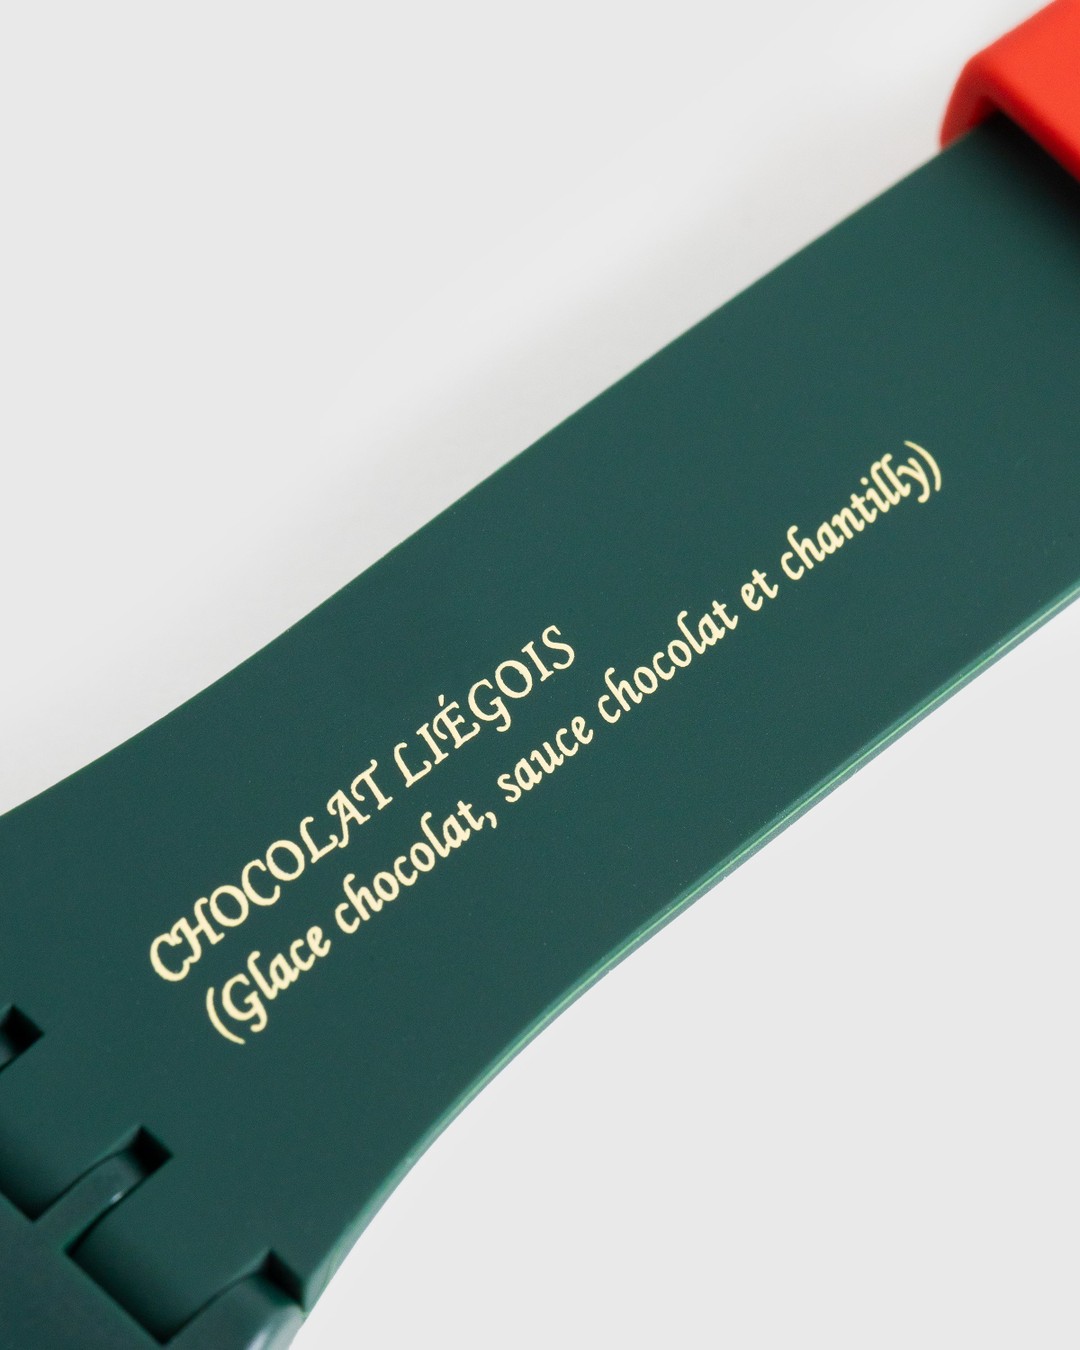 CHOCOLAT LIÉGOIS
(Glace chocolat, sauce chocolat et chantilly)